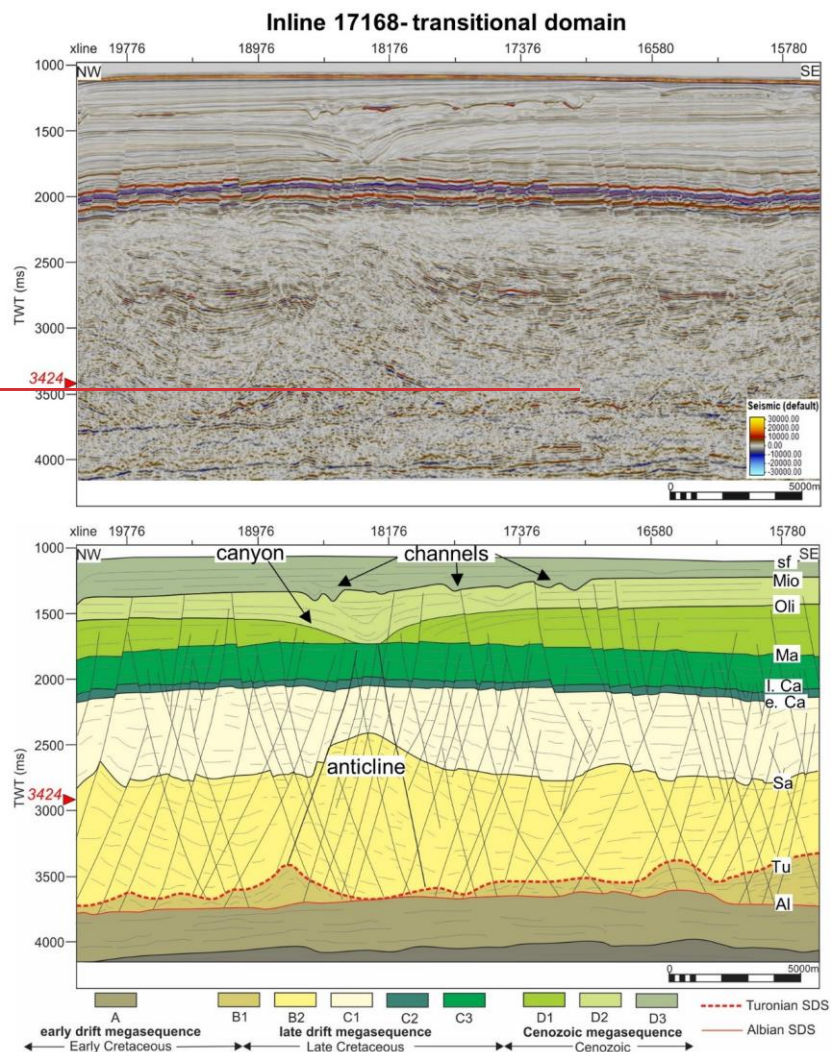 Inline 17168- transitional domain
xline 19776 18976 18176 17376 16580 15780
NW SE
1000
1500
2000
2500
3000
3500
4000
TWT (ms)
3424
Seismic (default)
30000.00
20000.00
10000.00
0.00
-10000.00
-20000.00
-30000.00
0 5000m
xline 19776 18976 18176 17376 16580 15780
NW SE
1000
1500
2000
2500
3000
3500
4000
TWT (ms)
3424
canyon channels
anticline
sf
Mio
Oli
Ma
l. Ca
e. Ca
Sa
Tu
Al
0 5000m
A B1 B2 C1 C2 C3 D1 D2 D3
early drift megasequence late drift megasequence Cenozoic megasequence
Early Cretaceous Late Cretaceous Cenozoic
Turonian SDS
Albian SDS